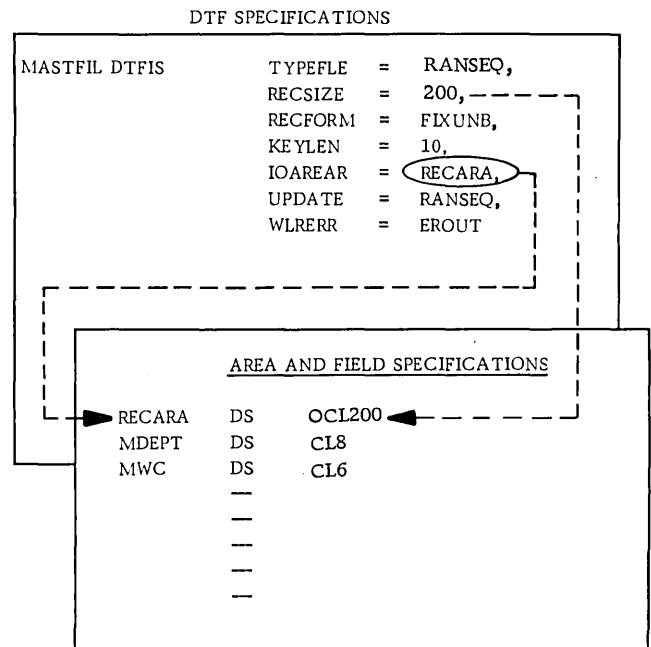 DTF SPECIFICATIONS
MASTFIL DTFIS TYPEFLE = RANSEQ,
RECSIZE = 200,
RECFORM = FIXUNB,
KEYLEN = 10,
IOAREAR = RECARA,
UPDATE = RANSEQ,
WLRERR = EROUT
AREA AND FIELD SPECIFICATIONS
RECARA DS OCL200
MDEPT DS CL8
MWC DS CL6